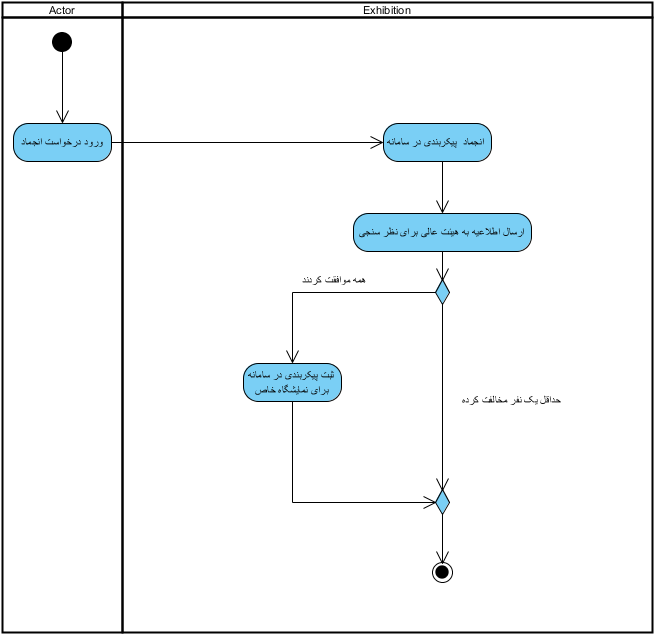 Actor
Exhibition
ورود درخواست انجماد
انجماد پیکربندی در سامانه
ارسال اطلاعیه به هیئت عالی برای نظر سنجی
همه موافقت کردند
ثبت پیکربندی در سامانه
برای نمایشگاه خاص
حداقل یک نفر مخالفت کرده